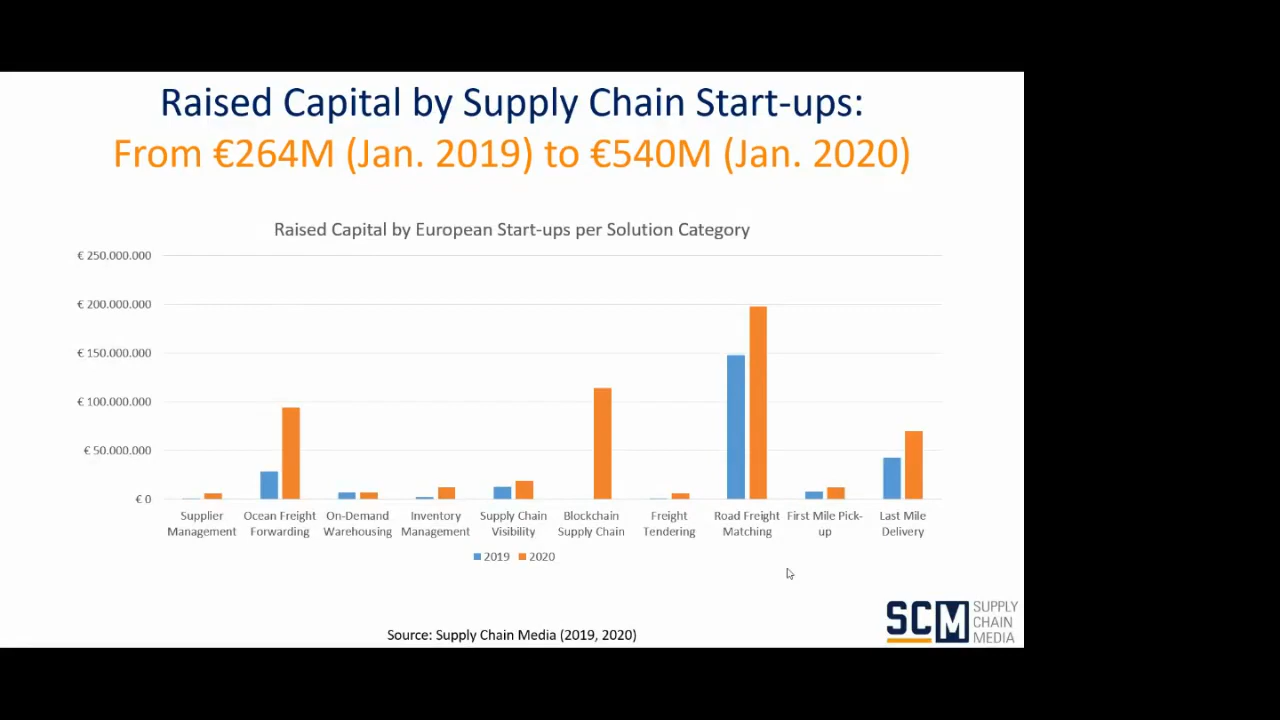 Raised Capital by Supply Chain Start-ups:
From €264M (Jan. 2019) to €540M (Jan. 2020)
Raised Capital by European Start-ups per Solution Category
€ 250.000.000
€ 200.000.000
€ 150.000.000
€ 100.000.000
€ 50.000.000
€ 0
Supplier
Management
Ocean Freight
Forwarding
On-Demand
Warehousing
Inventory
Management
Supply Chain
Visibility
Blockchain
Supply Chain
Freight
Tendering
Road Freight
Matching
First Mile Pick-
up
Last Mile
Delivery
2019 2020
Source: Supply Chain Media (2019, 2020)
SCM
SUPPLY
CHAIN
MEDIA